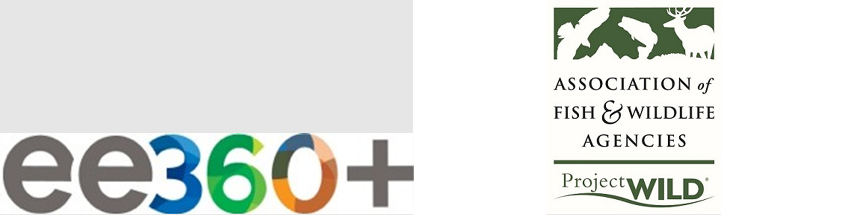 ee360+
ASSOCIATION of
FISH & WILDLIFE
AGENCIES
Project WILD®